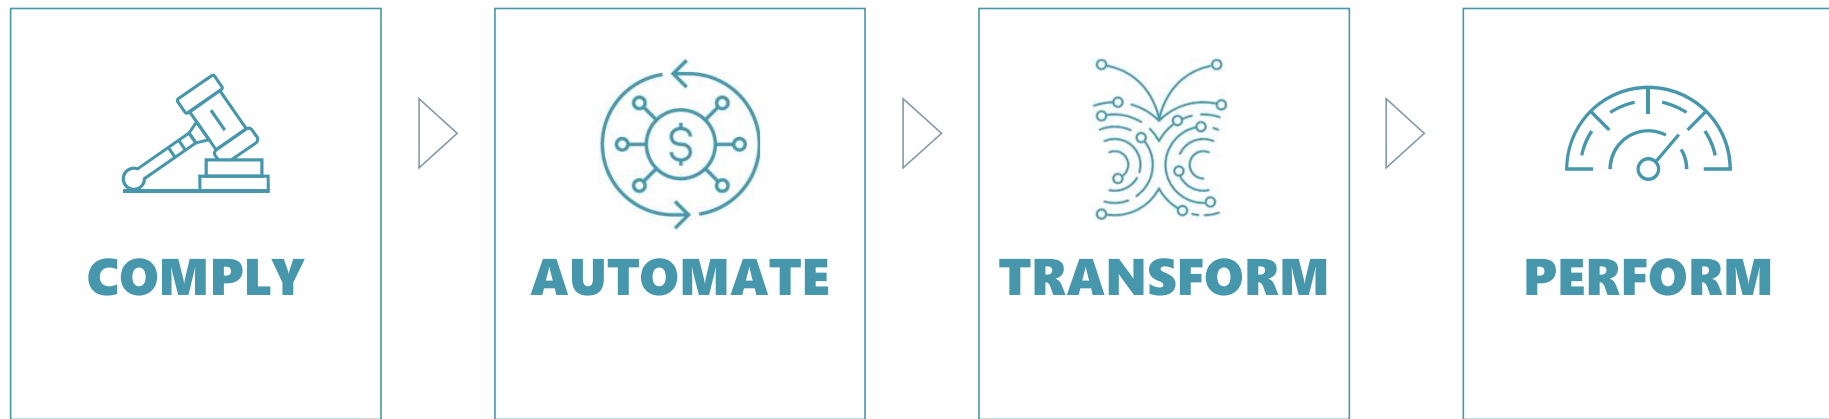 COMPLY
$
AUTOMATE
TRANSFORM
PERFORM